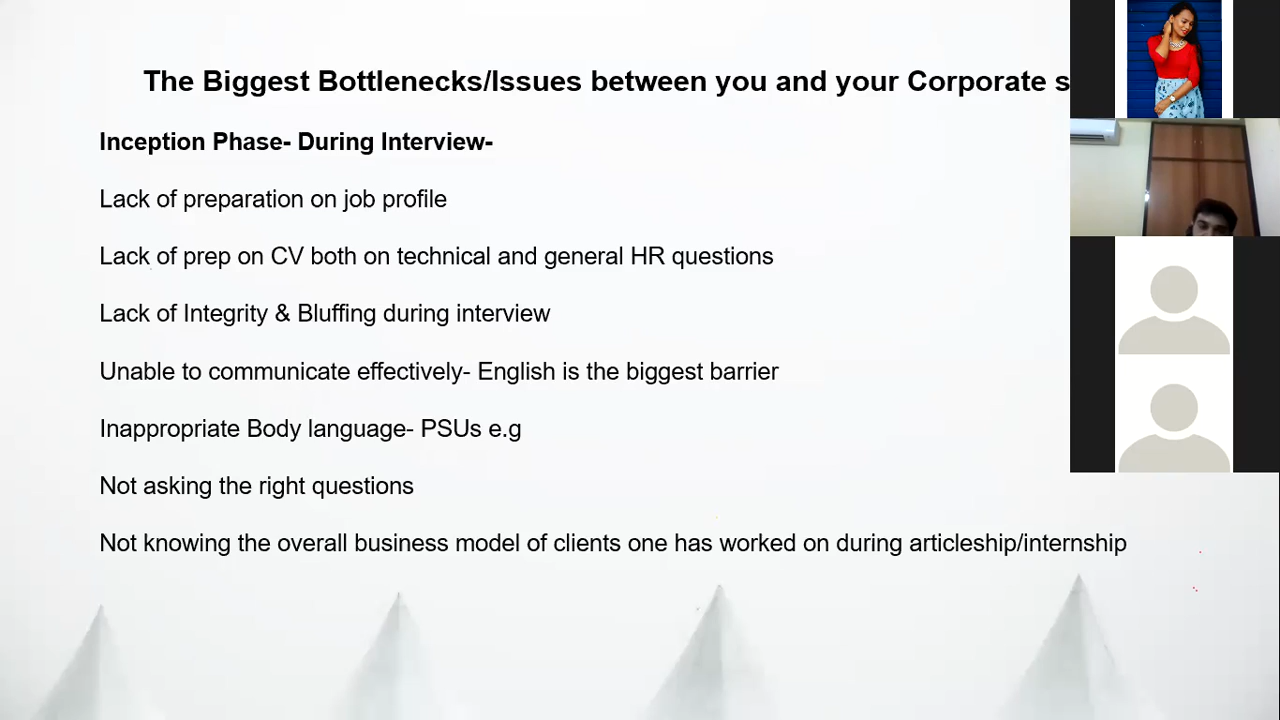 The Biggest Bottlenecks/Issues between you and your Corporate s
Inception Phase- During Interview-
Lack of preparation on job profile
Lack of prep on CV both on technical and general HR questions
Lack of Integrity & Bluffing during interview
Unable to communicate effectively- English is the biggest barrier
Inappropriate Body language- PSUs e.g
Not asking the right questions
Not knowing the overall business model of clients one has worked on during articleship/internship